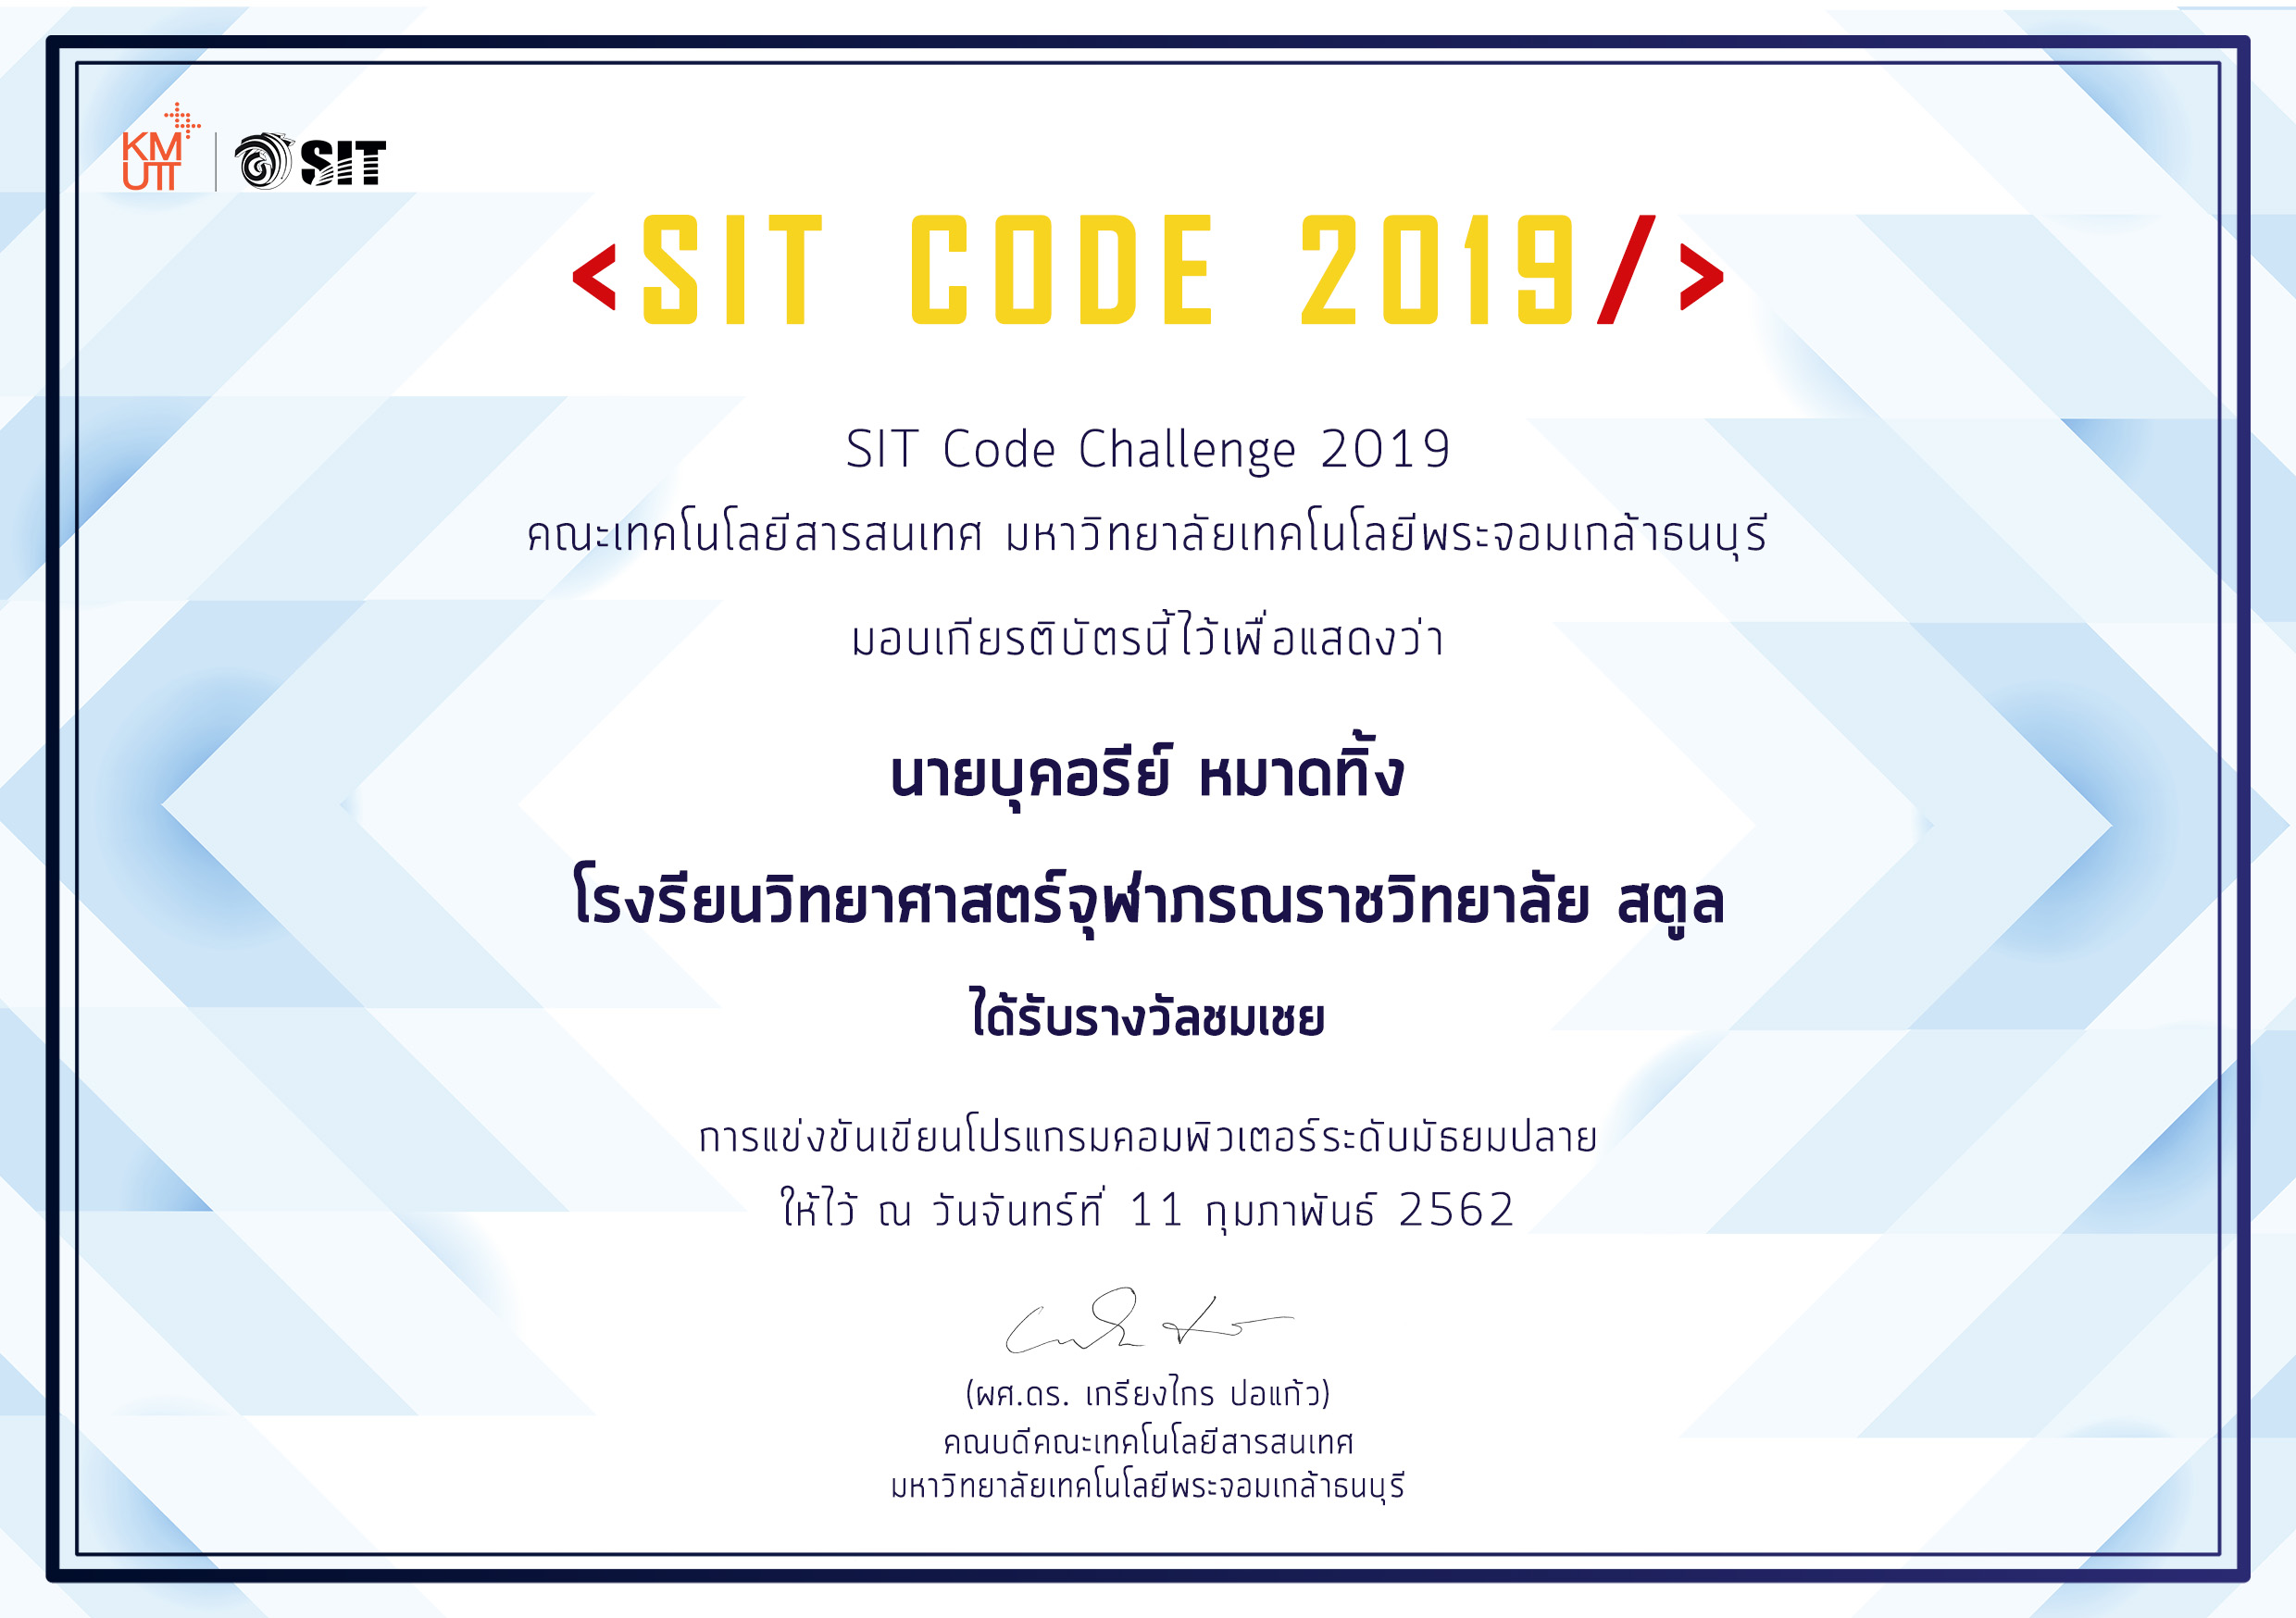 KMUTT
SIT
<SIT CODE 2019/>
SIT Code Challenge 2019
คณะเทคโนโลยีสารสนเทศ มหาวิทยาลัยเทคโนโลยีพระจอมเกล้าธนบุรี
มอบเกียรติบัตรนี้ไว้เพื่อแสดงว่า
นายบุคอรีย์ หมาดทิ้ง
โรงรียนวิทยาศาสตร์จุฬาภรณราชวิทยาลัย สตูล
ได้รับรางวัลชมเชย
การแข่งขันเขียนโปรแกรมคอมพิวเตอร์ระดับมัธยมปลาย
ให้ไว้ ณ วันจันทร์ที่ 11 กุมภาพันธ์ 2562
(ผศ.ดร. เกรียงไกร ปอแก้ว)
คณบดีคณะเทคโนโลยีสารสนเทศ
มหาวิทยาลัยเทคโนโลยีพระจอมเกล้าธนบุรี